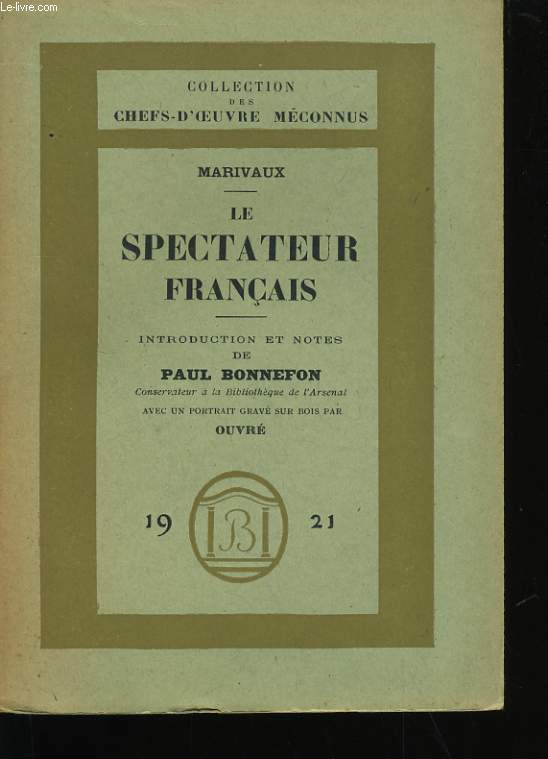 Le-livre.com
COLLECTION
DES
CHEFS-D'ŒUVRE MÉCONNUS
MARIVAUX
LE
SPECTATEUR
FRANÇAIS
INTRODUCTION ET NOTES
DE
PAUL BONNEFON
Conservateur à la Bibliothèque de l'Arsenal
AVEC UN PORTRAIT GRAVÉ SUR BOIS PAR
OUVRÉ
19 B 21